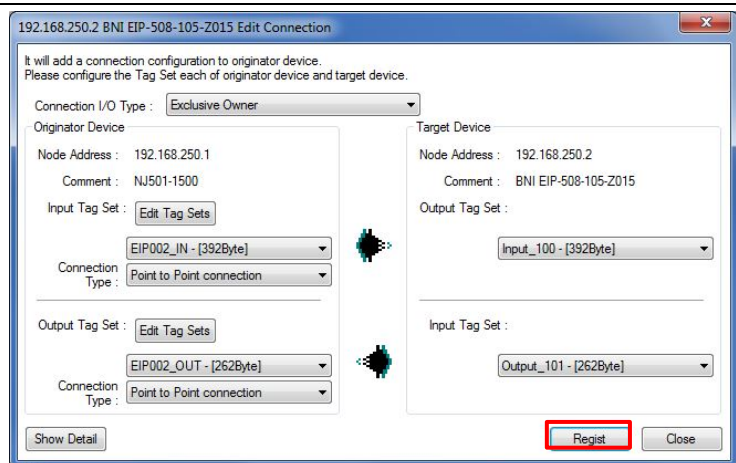 192.168.250.2 BNI EIP-508-105-Z015 Edit Connection
It will add a connection configuration to originator device.
Please configure the Tag Set each of originator device and target device.
Connection I/O Type : Exclusive Owner
Originator Device
Node Address : 192.168.250.1
Comment : NJ501-1500
Input Tag Set : Edit Tag Sets
EIP002_IN - [392Byte]
Connection Type : Point to Point connection
Output Tag Set : Edit Tag Sets
EIP002_OUT - [262Byte]
Connection Type : Point to Point connection
Target Device
Node Address : 192.168.250.2
Comment : BNI EIP-508-105-Z015
Output Tag Set :
Input_100 - [392Byte]
Input Tag Set :
Output_101 - [262Byte]
Show Detail
Regist
Close